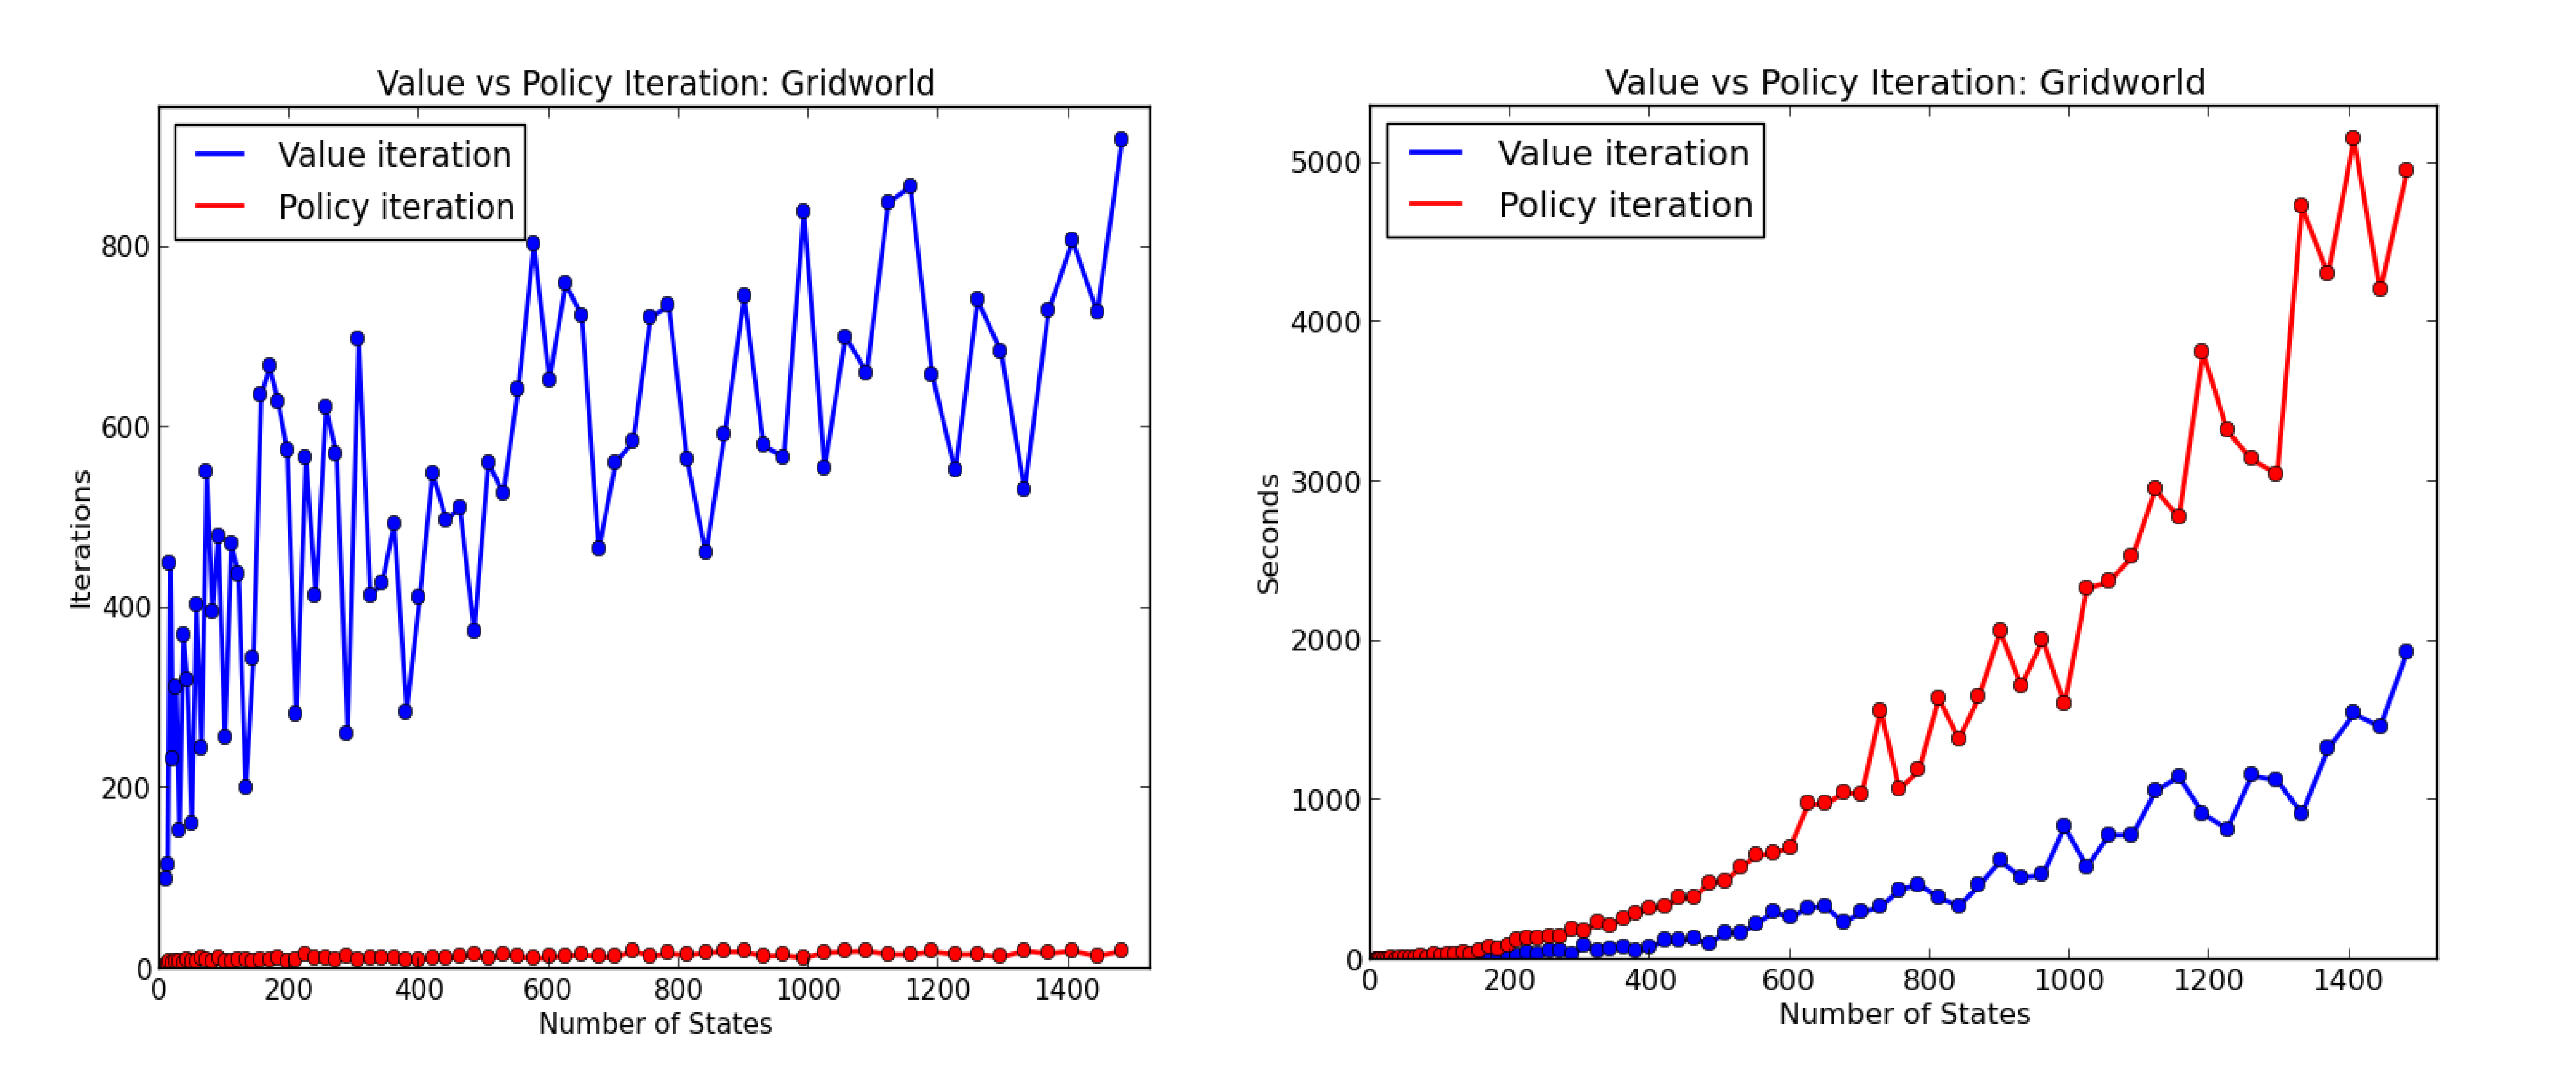 Value vs Policy Iteration: Gridworld
Value iteration
Policy iteration
800
600
400
200
0
Iterations
0 200 400 600 800 1000 1200 1400
Number of States
Value vs Policy Iteration: Gridworld
Value iteration
Policy iteration
5000
4000
3000
2000
1000
0
Seconds
0 200 400 600 800 1000 1200 1400
Number of States